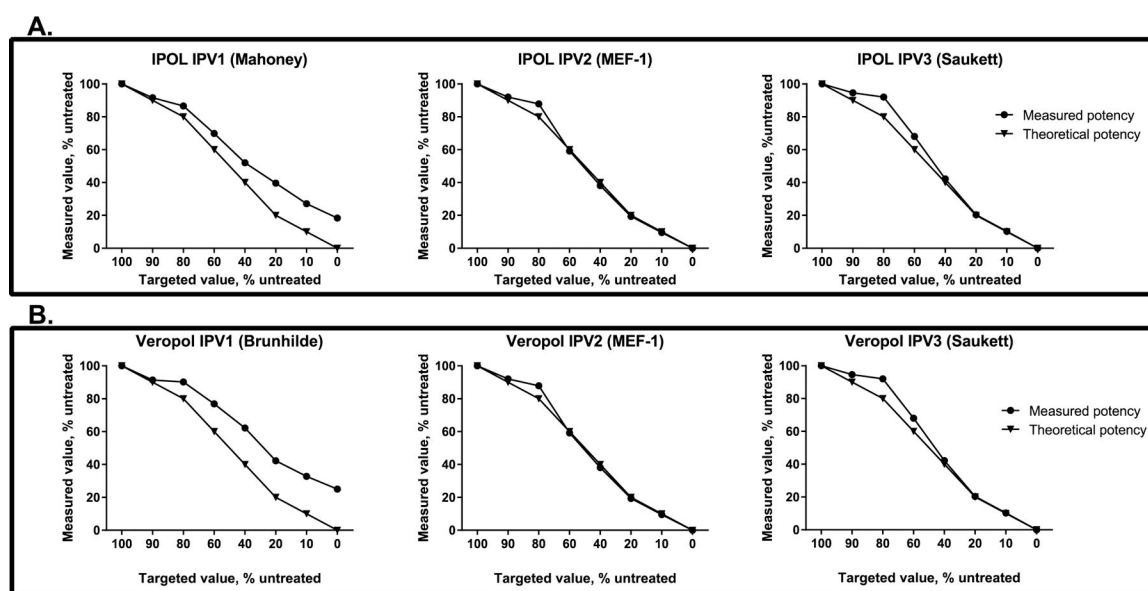 A.
IPOL IPV1 (Mahoney)
Measured value, % untreated
100
80
60
40
20
0
100 90 80 60 40 20 10 0
Targeted value, % untreated
IPOL IPV2 (MEF-1)
Measured value, % untreated
100
80
60
40
20
0
100 90 80 60 40 20 10 0
Targeted value, % untreated
IPOL IPV3 (Saukett)
Measured value, %untreated
100
80
60
40
20
0
100 90 80 60 40 20 10 0
Targeted value, % untreated
Measured potency
Theoretical potency
B.
Veropol IPV1 (Brunhilde)
Measured value, % untreated
100
80
60
40
20
0
100 90 80 60 40 20 10 0
Targeted value, % untreated
Veropol IPV2 (MEF-1)
Measured value, % untreated
100
80
60
40
20
0
100 90 80 60 40 20 10 0
Targeted value, % untreated
Veropol IPV3 (Saukett)
Measured value, % untreated
100
80
60
40
20
0
100 90 80 60 40 20 10 0
Targeted value, % untreated
Measured potency
Theoretical potency